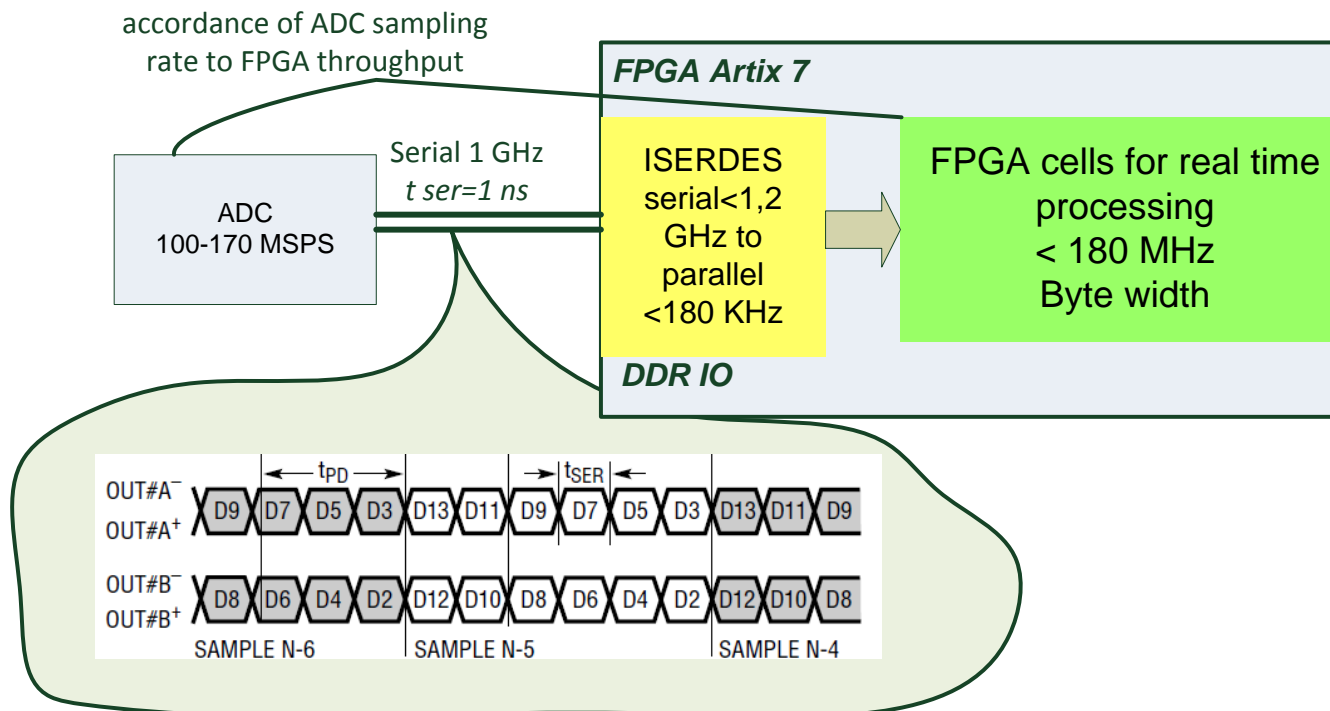 accordance of ADC sampling
rate to FPGA throughput
FPGA Artix 7
ADC
100-170 MSPS
Serial 1 GHz
t ser=1 ns
ISERDES
serial<1,2
GHz to
parallel
<180 KHz
FPGA cells for real time
processing
< 180 MHz
Byte width
DDR IO
tPD
tSER
OUT#A-
OUT#A+
D9 D7 D5 D3 D13 D11 D9 D7 D5 D3 D13 D11 D9
OUT#B-
OUT#B+
D8 D6 D4 D2 D12 D10 D8 D6 D4 D2 D12 D10 D8
SAMPLE N-6 SAMPLE N-5 SAMPLE N-4